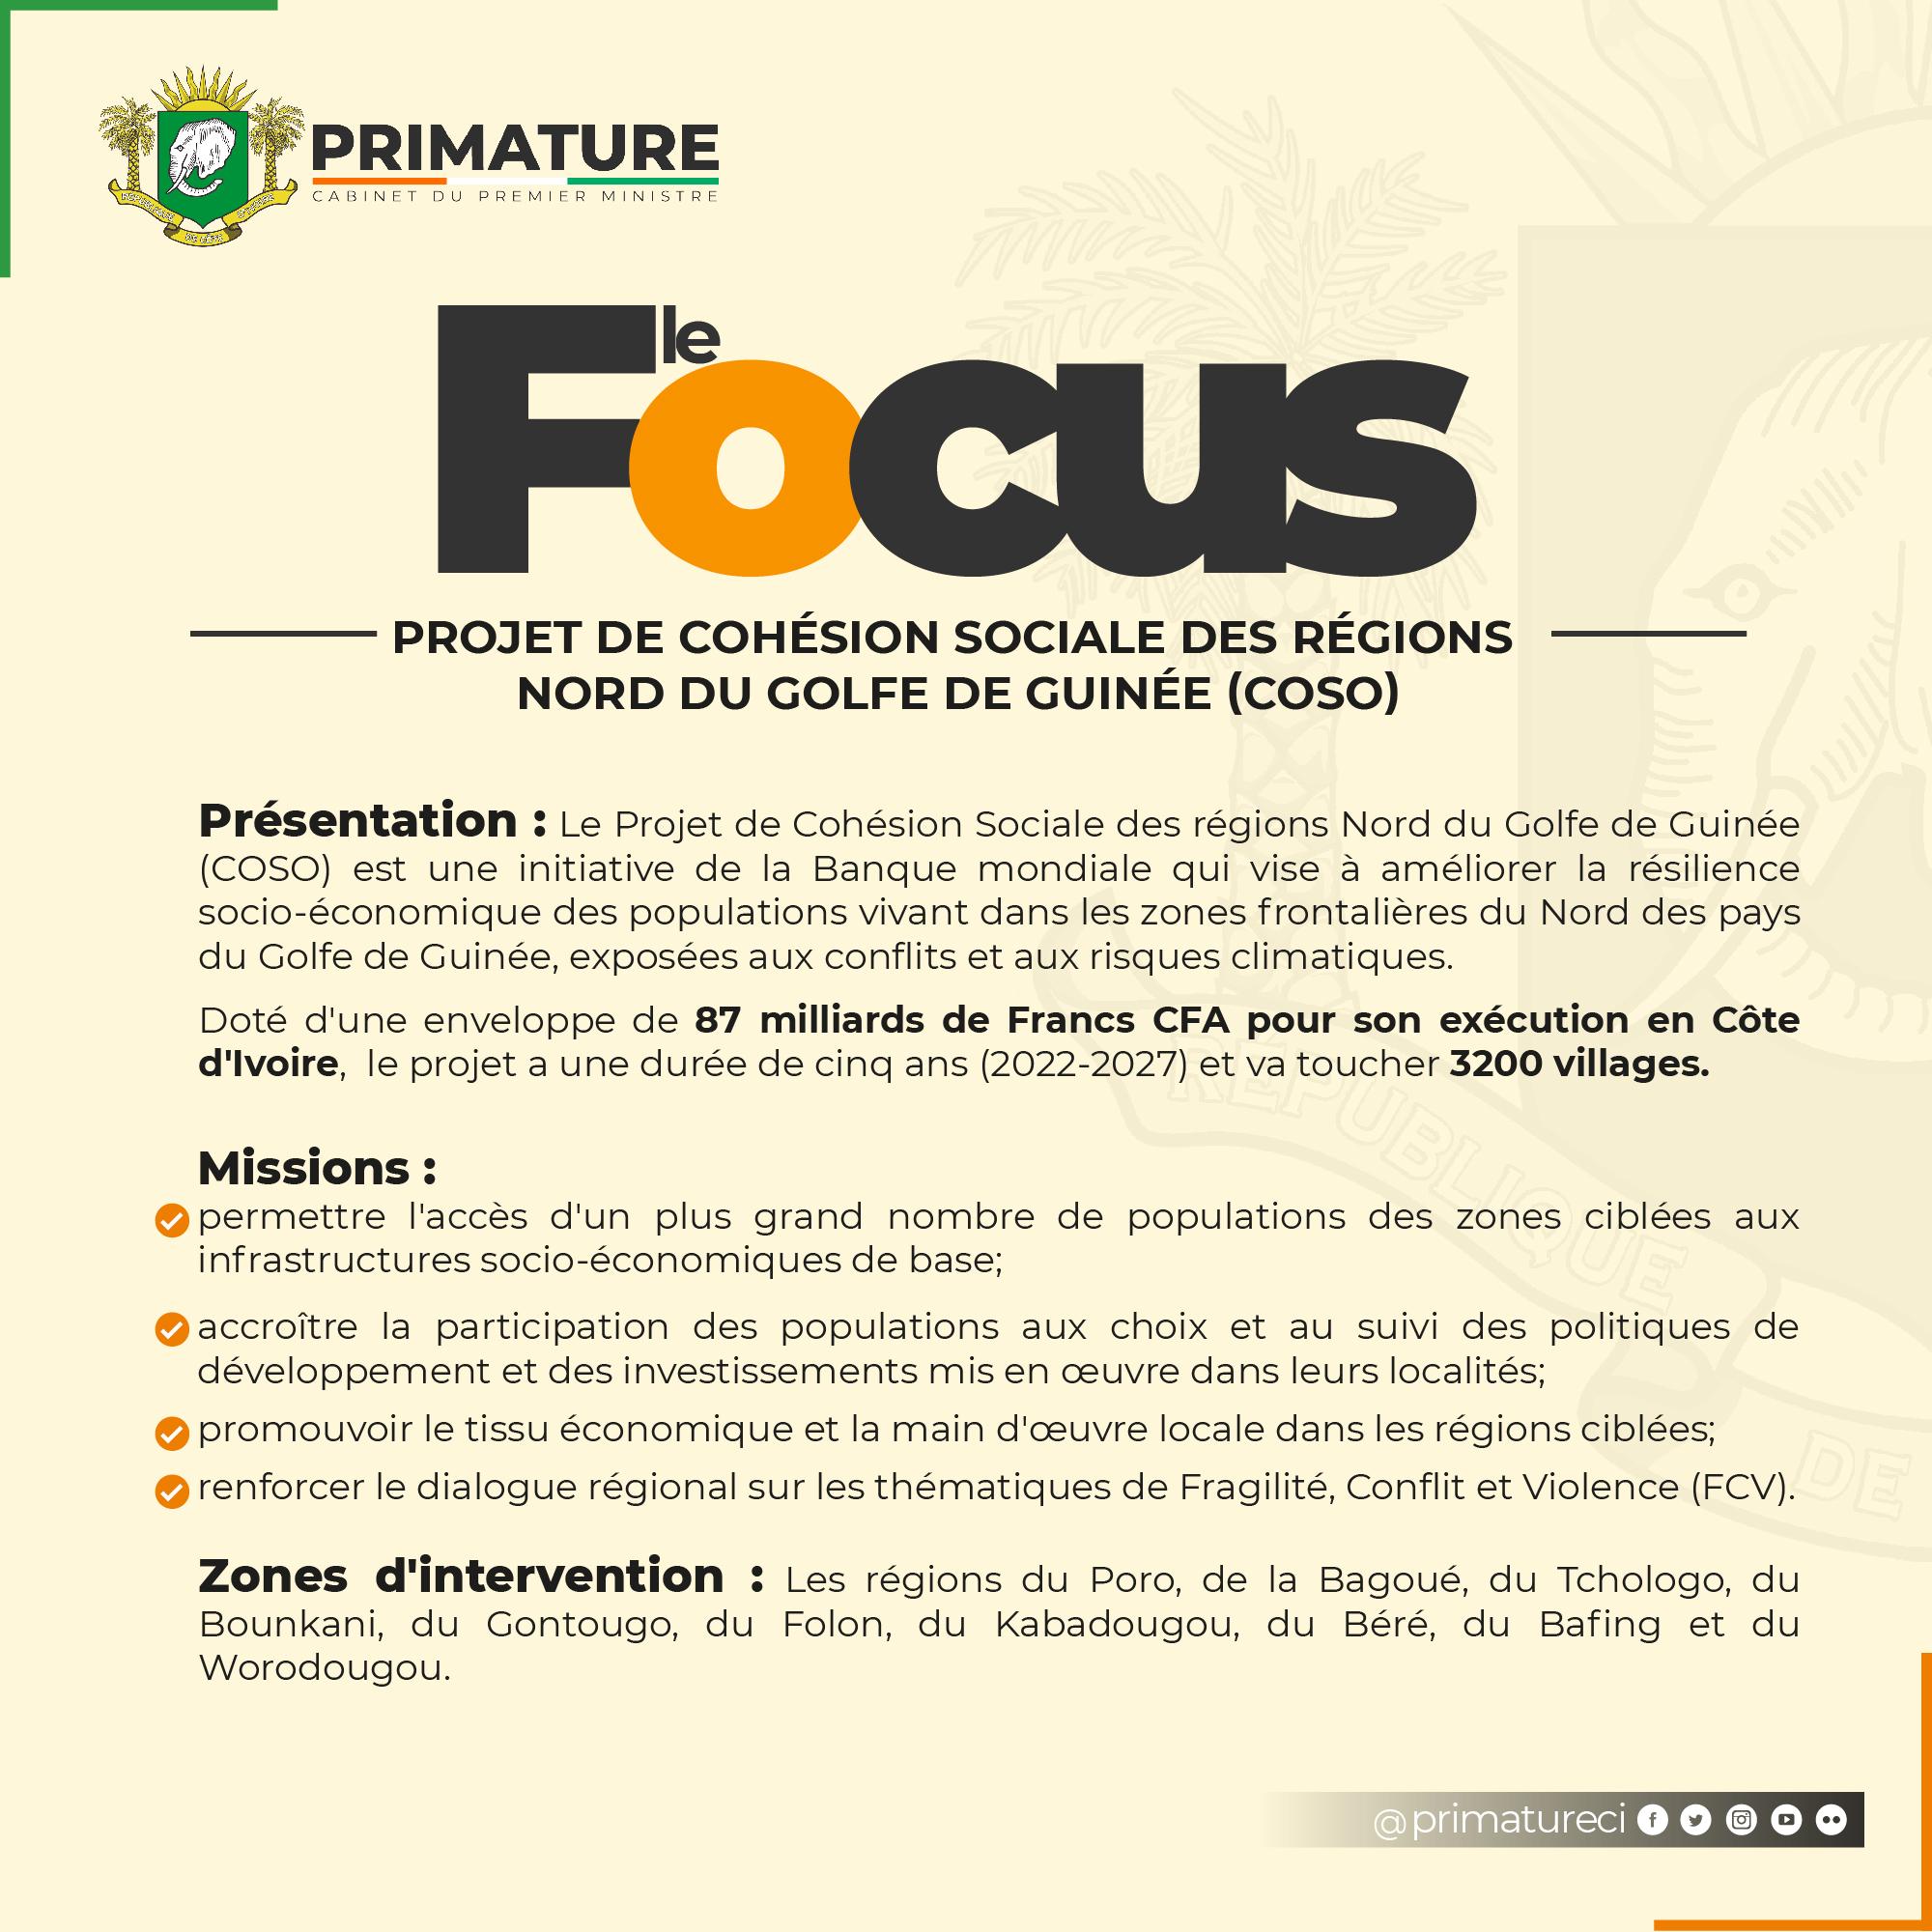 PRIMATURE
CABINET DU PREMIER MINISTRE
le
Focus
PROJET DE COHÉSION SOCIALE DES RÉGIONS
NORD DU GOLFE DE GUINÉE (COSO)
Présentation : Le Projet de Cohésion Sociale des régions Nord du Golfe de Guinée
(COSO) est une initiative de la Banque mondiale qui vise à améliorer la résilience
socio-économique des populations vivant dans les zones frontalières du Nord des pays
du Golfe de Guinée, exposées aux conflits et aux risques climatiques.
Doté d'une enveloppe de 87 milliards de Francs CFA pour son exécution en Côte
d'Ivoire, le projet a une durée de cinq ans (2022-2027) et va toucher 3200 villages.
Missions :
permettre l'accès d'un plus grand nombre de populations des zones ciblées aux
infrastructures socio-économiques de base;
accroître la participation des populations aux choix et au suivi des politiques de
développement et des investissements mis en œuvre dans leurs localités;
promouvoir le tissu économique et la main d'œuvre locale dans les régions ciblées;
renforcer le dialogue régional sur les thématiques de Fragilité, Conflit et Violence (FCV).
Zones d'intervention : Les régions du Poro, de la Bagoué, du Tchologo, du
Bounkani, du Gontougo, du Folon, du Kabadougou, du Béré, du Bafing et du
Worodougou.
RÉPUBLIQUE
DE
@primatureci